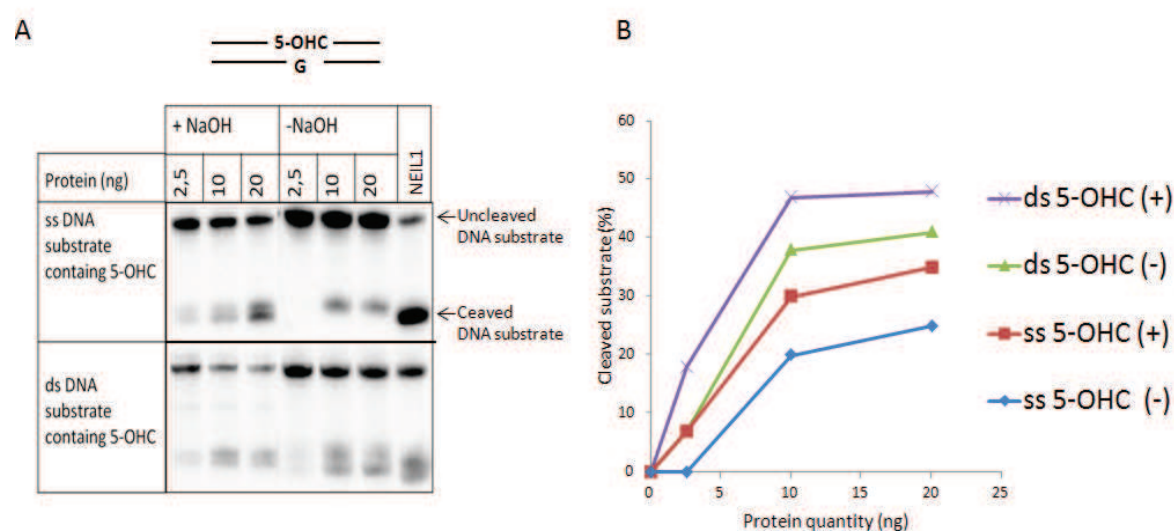 A
5-OHC
G
+ NaOH
-NaOH
NEIL1
Protein (ng)
2,5
10
20
2,5
10
20
ss DNA
substrate
containg 5-OHC
Uncleaved
DNA substrate
Ceaved
DNA substrate
ds DNA
substrate
containg 5-OHC
B
Cleaved substrate (%)
60
50
40
30
20
10
0
0
5
10
15
20
25
Protein quantity (ng)
ds 5-OHC (+)
ds 5-OHC (-)
ss 5-OHC (+)
ss 5-OHC (-)